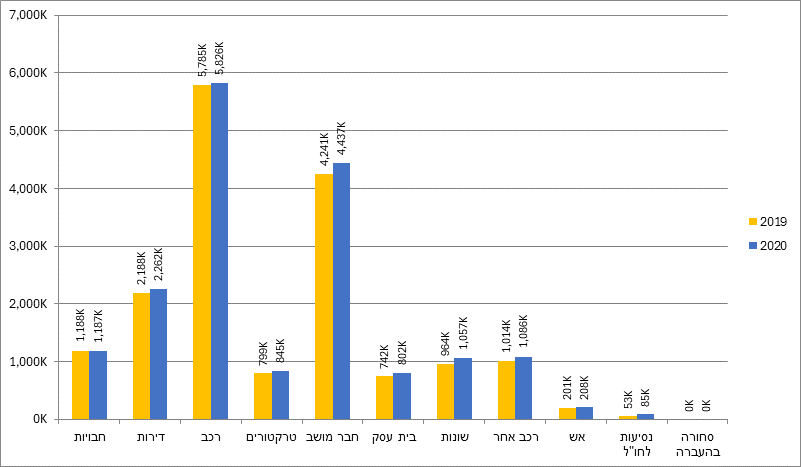 7,000K
6,000K
5,000K
4,000K
3,000K
2,000K
1,000K
0K
1,188K
1,187K
2,188K
2,262K
5,785K
5,826K
799K
845K
4,241K
4,437K
742K
802K
964K
1,057K
1,014K
1,086K
201K
208K
53K
85K
0K
0K
חבויות
דירות
רכב
טרקטורים
חבר מושב
בית עסק
שונות
רכב אחר
אש
נסיעות
לחו"ל
סחורה
בהעברה
2019
2020